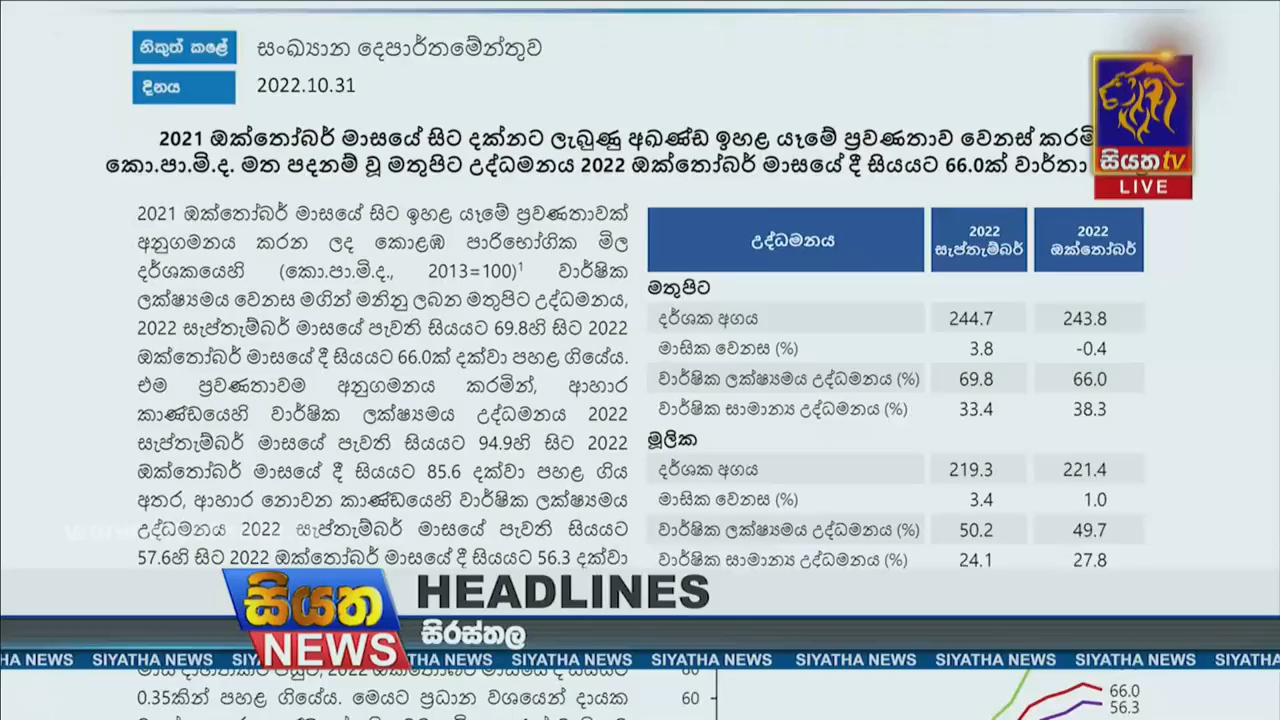 නිකුත් කළේ
සංඛ්‍යාන දෙපාර්තමේන්තුව
දිනය
2022.10.31
2021 ඔක්තෝබර් මාසයේ සිට දක්නට ලැබුණු අඛණ්ඩ ඉහළ යෑමේ ප්‍රවණතාව වෙනස් කරමි
කො.පා.මි.ද. මත පදනම් වූ මතුපිට උද්ධමනය 2022 ඔක්තෝබර් මාසයේ දී සියයට 66.0ක් වාර්තා
සියත tv
LIVE
2021 ඔක්තෝබර් මාසයේ සිට ඉහළ යෑමේ ප්‍රවණතාවක්
අනුගමනය කරන ලද කොළඹ පාරිභෝගික මිල
දර්ශකයෙහි (කො.පා.මි.ද., 2013=100)¹ වාර්ෂික
ලක්ෂ්‍යමය වෙනස මගින් මනිනු ලබන මතුපිට උද්ධමනය,
2022 සැප්තැම්බර් මාසයේ පැවති සියයට 69.8හි සිට 2022
ඔක්තෝබර් මාසයේ දී සියයට 66.0ක් දක්වා පහළ ගියේය.
එම ප්‍රවණතාවම අනුගමනය කරමින්, ආහාර
කාණ්ඩයෙහි වාර්ෂික ලක්ෂ්‍යමය උද්ධමනය 2022
සැප්තැම්බර් මාසයේ පැවති සියයට 94.9හි සිට 2022
ඔක්තෝබර් මාසයේ දී සියයට 85.6 දක්වා පහළ ගිය
අතර, ආහාර නොවන කාණ්ඩයෙහි වාර්ෂික ලක්ෂ්‍යමය
උද්ධමනය 2022 සැප්තැම්බර් මාසයේ පැවති සියයට
57.6හි සිට 2022 ඔක්තෝබර් මාසයේ දී සියයට 56.3 දක්වා
උද්ධමනය 2022 සැප්තැම්බර් 2022 ඔක්තෝබර්
මතුපිට
දර්ශක අගය 244.7 243.8
මාසික වෙනස (%) 3.8 -0.4
වාර්ෂික ලක්ෂ්‍යමය උද්ධමනය (%) 69.8 66.0
වාර්ෂික සාමාන්‍ය උද්ධමනය (%) 33.4 38.3
මූලික
දර්ශක අගය 219.3 221.4
මාසික වෙනස (%) 3.4 1.0
වාර්ෂික ලක්ෂ්‍යමය උද්ධමනය (%) 50.2 49.7
වාර්ෂික සාමාන්‍ය උද්ධමනය (%) 24.1 27.8
සියත
NEWS
HEADLINES
සිරස්තල
HA NEWS SIYATHA NEWS SIYATHA NEWS SIYATHA NEWS SIYATHA NEWS SIYATHA NEWS SIYATHA NEWS SIYATHA
0.35කින් පහළ ගියේය. මෙයට ප්‍රධාන වශයෙන් දායක
60
66.0
56.3